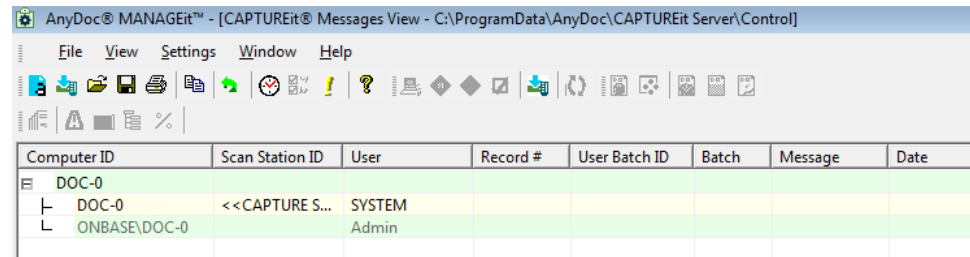 AnyDoc® MANAGEit™ - [CAPTUREit® Messages View - C:\ProgramData\AnyDoc\CAPTUREit Server\Control]
File View Settings Window Help
Computer ID Scan Station ID User Record # User Batch ID Batch Message Date
DOC-0
DOC-0 <<CAPTURE S... SYSTEM
ONBASE\DOC-0 Admin